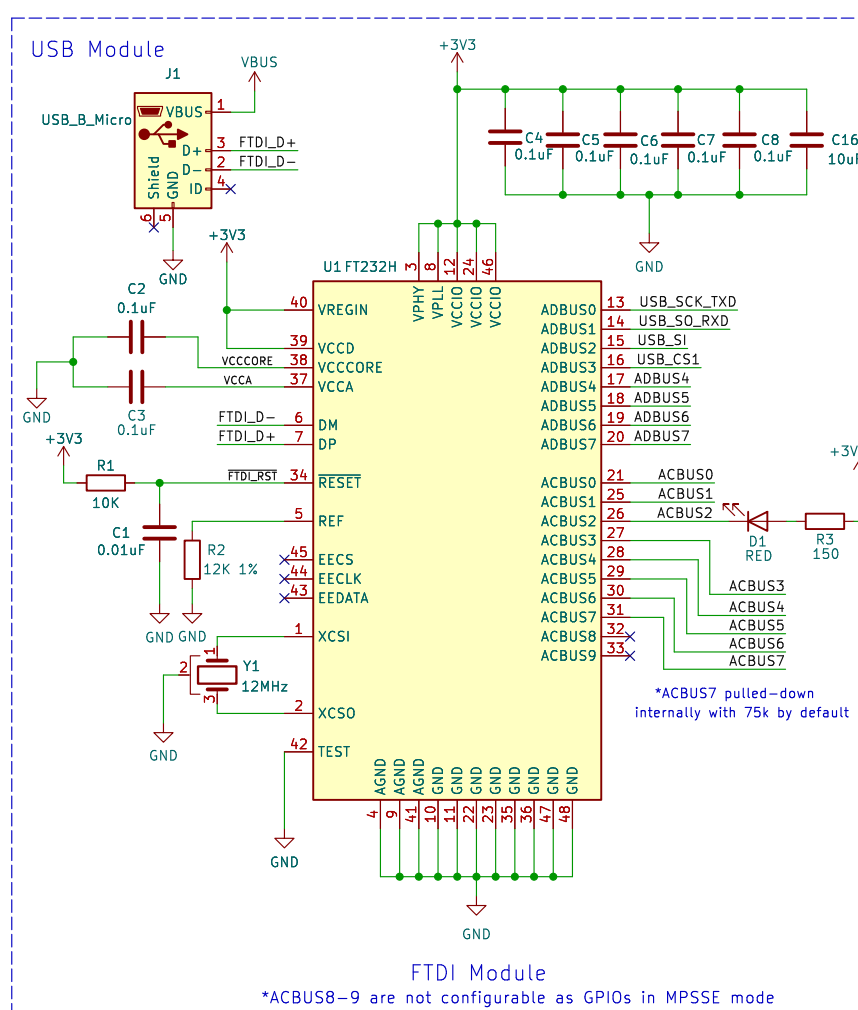 USB Module
J1
VBUS
+3V3
USB_B_Micro
VBUS
1
D+
3
FTDI_D+
D-
2
FTDI_D-
ID
4
Shield
GND
6
5
GND
C4
0.1uF
C5
0.1uF
C6
0.1uF
C7
0.1uF
C8
0.1uF
C16
10uF
GND
+3V3
U1 FT232H
3
8
12
24
46
VPHY
VPLL
VCCIO
VCCIO
VCCIO
C2
0.1uF
C3
0.1uF
GND
VCCCORE
VCCA
40 VREGIN
39 VCCD
38 VCCCORE
37 VCCA
FTDI_D- 6 DM
FTDI_D+ 7 DP
+3V3
R1
10K
FTDI_RST 34 RESET
5 REF
C1
0.01uF
R2
12K 1%
45 EECS
44 EECLK
43 EEDATA
GND
GND
1 XCSI
1
2
3
Y1
12MHz
2 XCSO
GND
42 TEST
GND
ADBUS0 13 USB_SCK_TXD
ADBUS1 14 USB_SO_RXD
ADBUS2 15 USB_SI
ADBUS3 16 USB_CS1
ADBUS4 17 ADBUS4
ADBUS5 18 ADBUS5
ADBUS6 19 ADBUS6
ADBUS7 20 ADBUS7
ACBUS0 21 ACBUS0
ACBUS1 25 ACBUS1
ACBUS2 26 ACBUS2
ACBUS3 27
ACBUS4 28
ACBUS5 29
ACBUS6 30
ACBUS7 31
ACBUS8 32
ACBUS9 33
+3V
D1
RED
R3
150
ACBUS3
ACBUS4
ACBUS5
ACBUS6
ACBUS7
*ACBUS7 pulled-down
internally with 75k by default
AGND
AGND
AGND
GND
GND
GND
GND
GND
GND
GND
GND
4
9
41
10
11
22
23
35
36
47
48
GND
FTDI Module
*ACBUS8-9 are not configurable as GPIOs in MPSSE mode